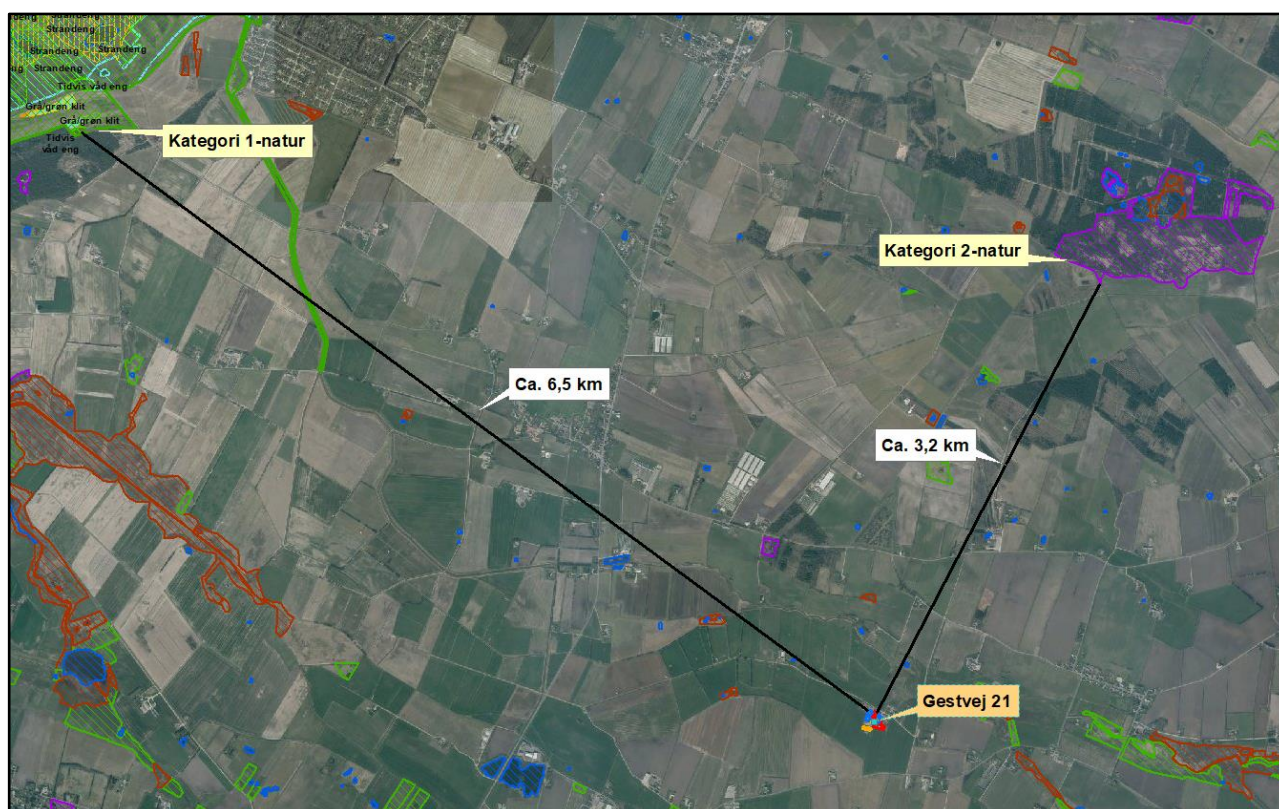 Strandeng
Strandeng
Strandeng
Strandeng
Tidvis våd eng
Grå/grøn klit
Grå/grøn klit
Tidvis
våd eng
Kategori 1-natur
Kategori 2-natur
Ca. 6,5 km
Ca. 3,2 km
Gestvej 21